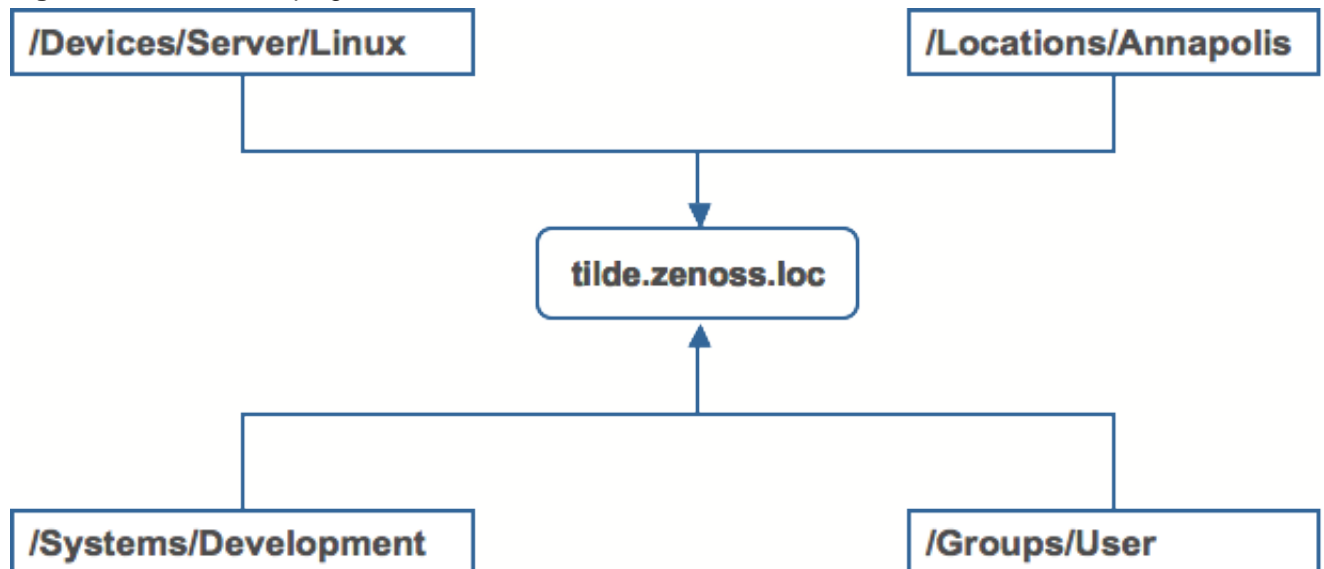 /Devices/Server/Linux
/Locations/Annapolis
tilde.zenoss.loc
/Systems/Development
/Groups/User